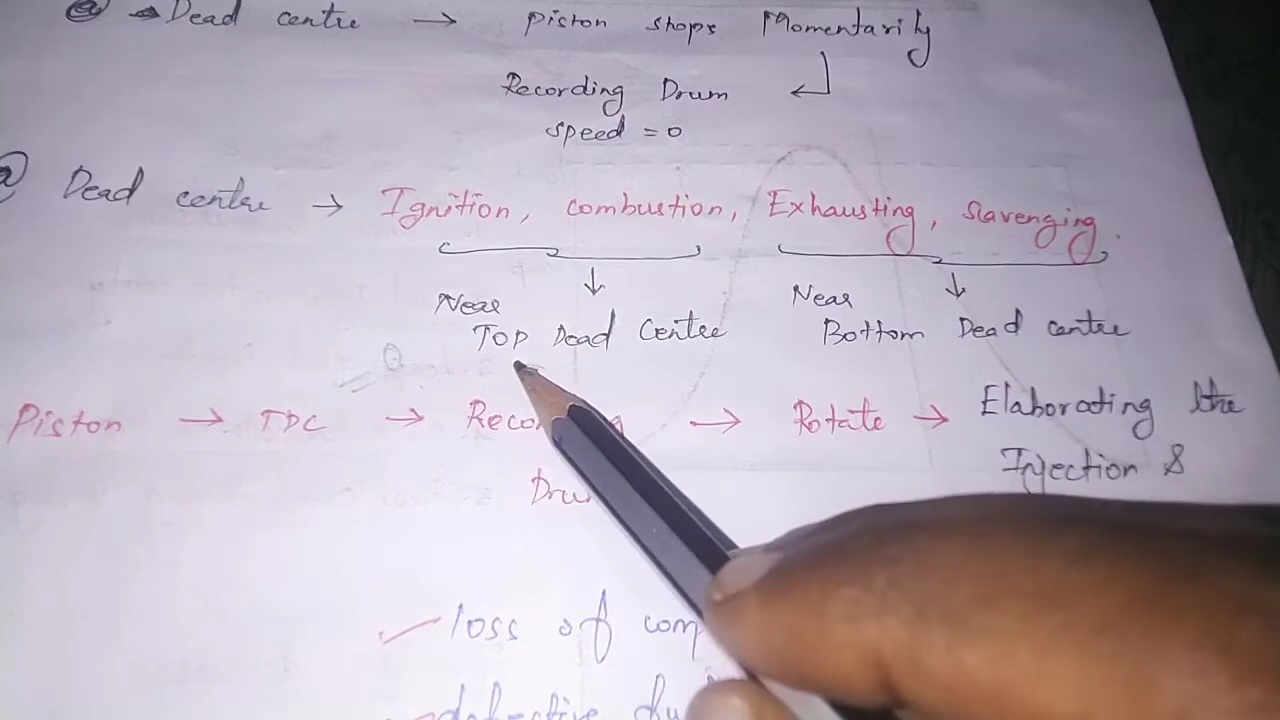 Dead centre → Piston stops Momentarily
Recording Drum
speed = 0
Dead centre → Ignition, combustion, Exhausting, Scavenging.
Near Near
TOP Dead Centre Bottom Dead centre
Piston → TDC → → Rotate → Elaborating the
Injection &
loss of
defective